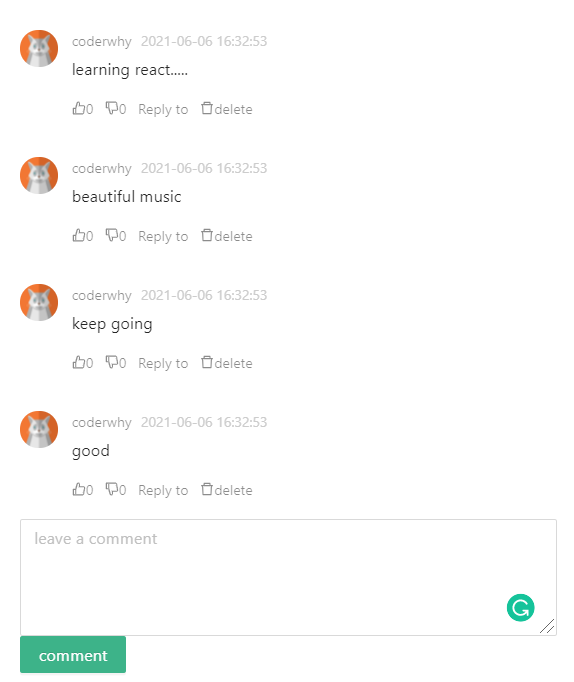 coderwhy 2021-06-06 16:32:53
learning react.....
0 0 Reply to delete
coderwhy 2021-06-06 16:32:53
beautiful music
0 0 Reply to delete
coderwhy 2021-06-06 16:32:53
keep going
0 0 Reply to delete
coderwhy 2021-06-06 16:32:53
good
0 0 Reply to delete
leave a comment
comment